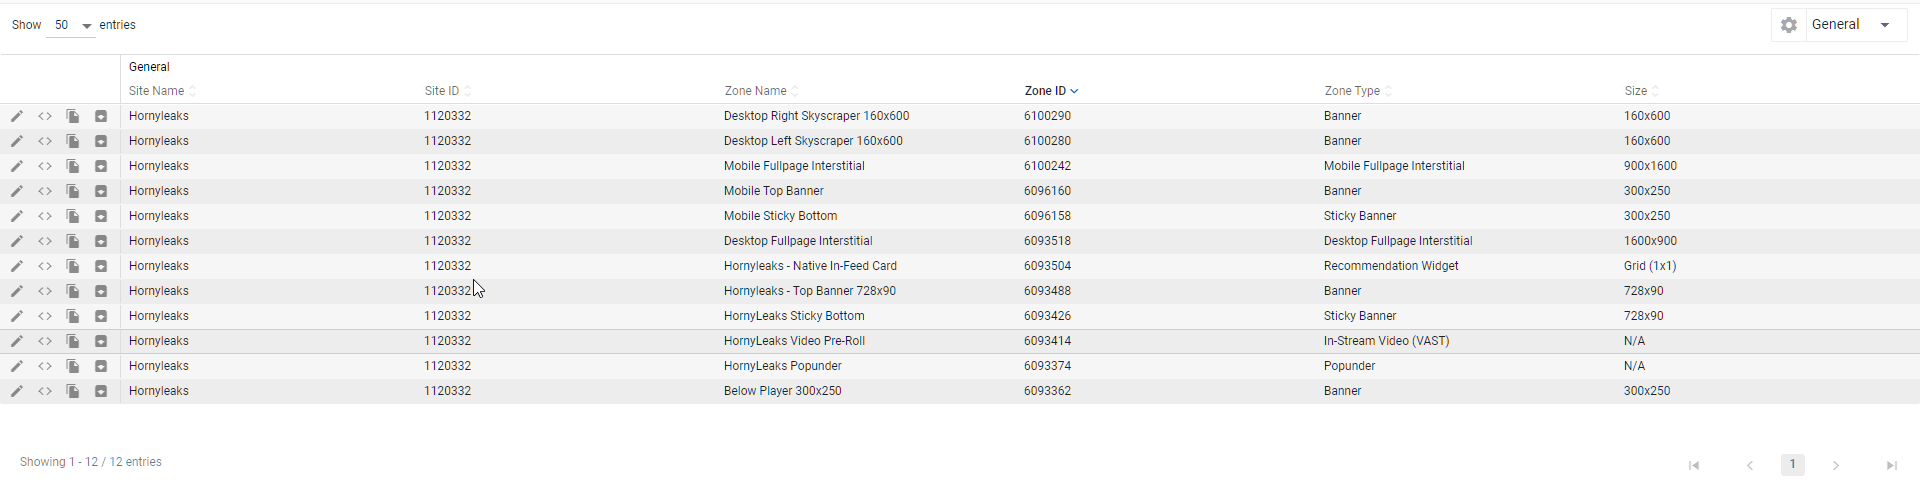 Show 50 entries General
General
Site Name Site ID Zone Name Zone ID Zone Type Size
Hornyleaks 1120332 Desktop Right Skyscraper 160x600 6100290 Banner 160x600
Hornyleaks 1120332 Desktop Left Skyscraper 160x600 6100280 Banner 160x600
Hornyleaks 1120332 Mobile Fullpage Interstitial 6100242 Mobile Fullpage Interstitial 900x1600
Hornyleaks 1120332 Mobile Top Banner 6096160 Banner 300x250
Hornyleaks 1120332 Mobile Sticky Bottom 6096158 Sticky Banner 300x250
Hornyleaks 1120332 Desktop Fullpage Interstitial 6093518 Desktop Fullpage Interstitial 1600x900
Hornyleaks 1120332 Hornyleaks - Native In-Feed Card 6093504 Recommendation Widget Grid (1x1)
Hornyleaks 1120332 Hornyleaks - Top Banner 728x90 6093488 Banner 728x90
Hornyleaks 1120332 HornyLeaks Sticky Bottom 6093426 Sticky Banner 728x90
Hornyleaks 1120332 HornyLeaks Video Pre-Roll 6093414 In-Stream Video (VAST) N/A
Hornyleaks 1120332 HornyLeaks Popunder 6093374 Popunder N/A
Hornyleaks 1120332 Below Player 300x250 6093362 Banner 300x250
Showing 1 - 12 / 12 entries 1